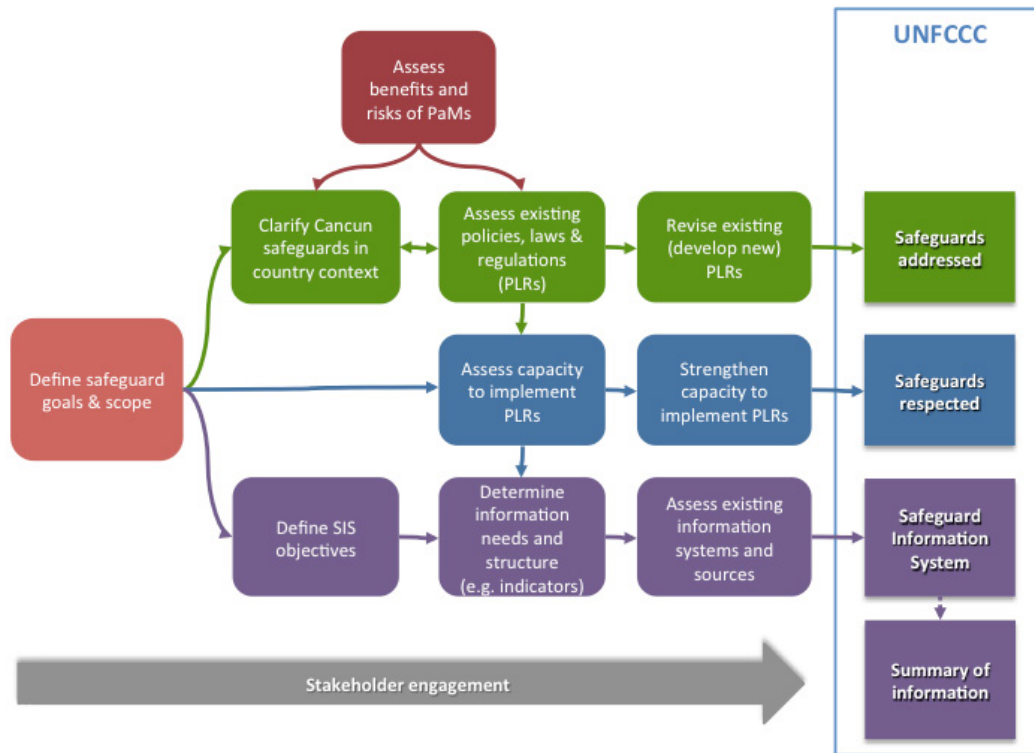 UNFCCC
Assess
benefits and
risks of PaMs
Clarify Cancun
safeguards in
country context
Assess existing
policies, laws &
regulations
(PLRs)
Revise existing
(develop new)
PLRs
Safeguards
addressed
Define safeguard
goals & scope
Assess capacity
to implement
PLRs
Strengthen
capacity to
implement PLRs
Safeguards
respected
Define SIS
objectives
Determine
information
needs and
structure
(e.g. indicators)
Assess existing
information
systems and
sources
Safeguard
Information
System
Summary of
information
Stakeholder engagement